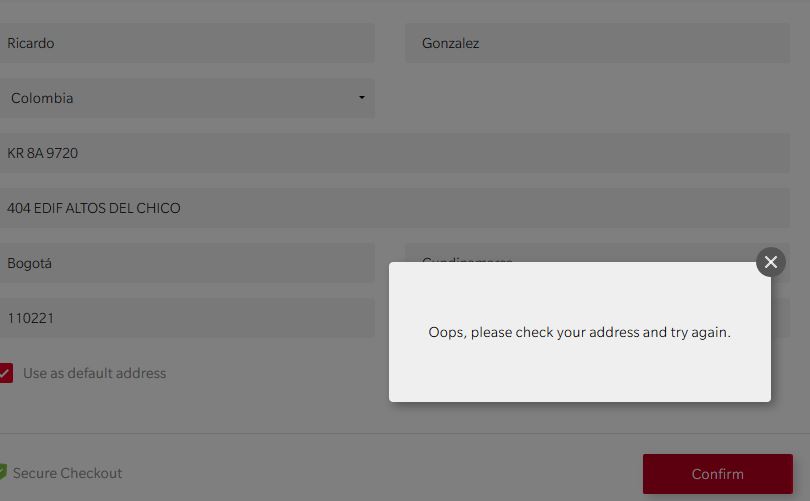 Ricardo
Gonzalez
Colombia
KR 8A 9720
404 EDIF ALTOS DEL CHICO
Bogotá
110221
Oops, please check your address and try again.
Use as default address
Secure Checkout
Confirm